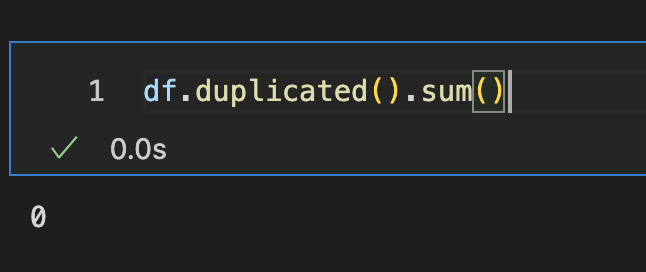 1 df.duplicated().sum()
✓ 0.0s
0